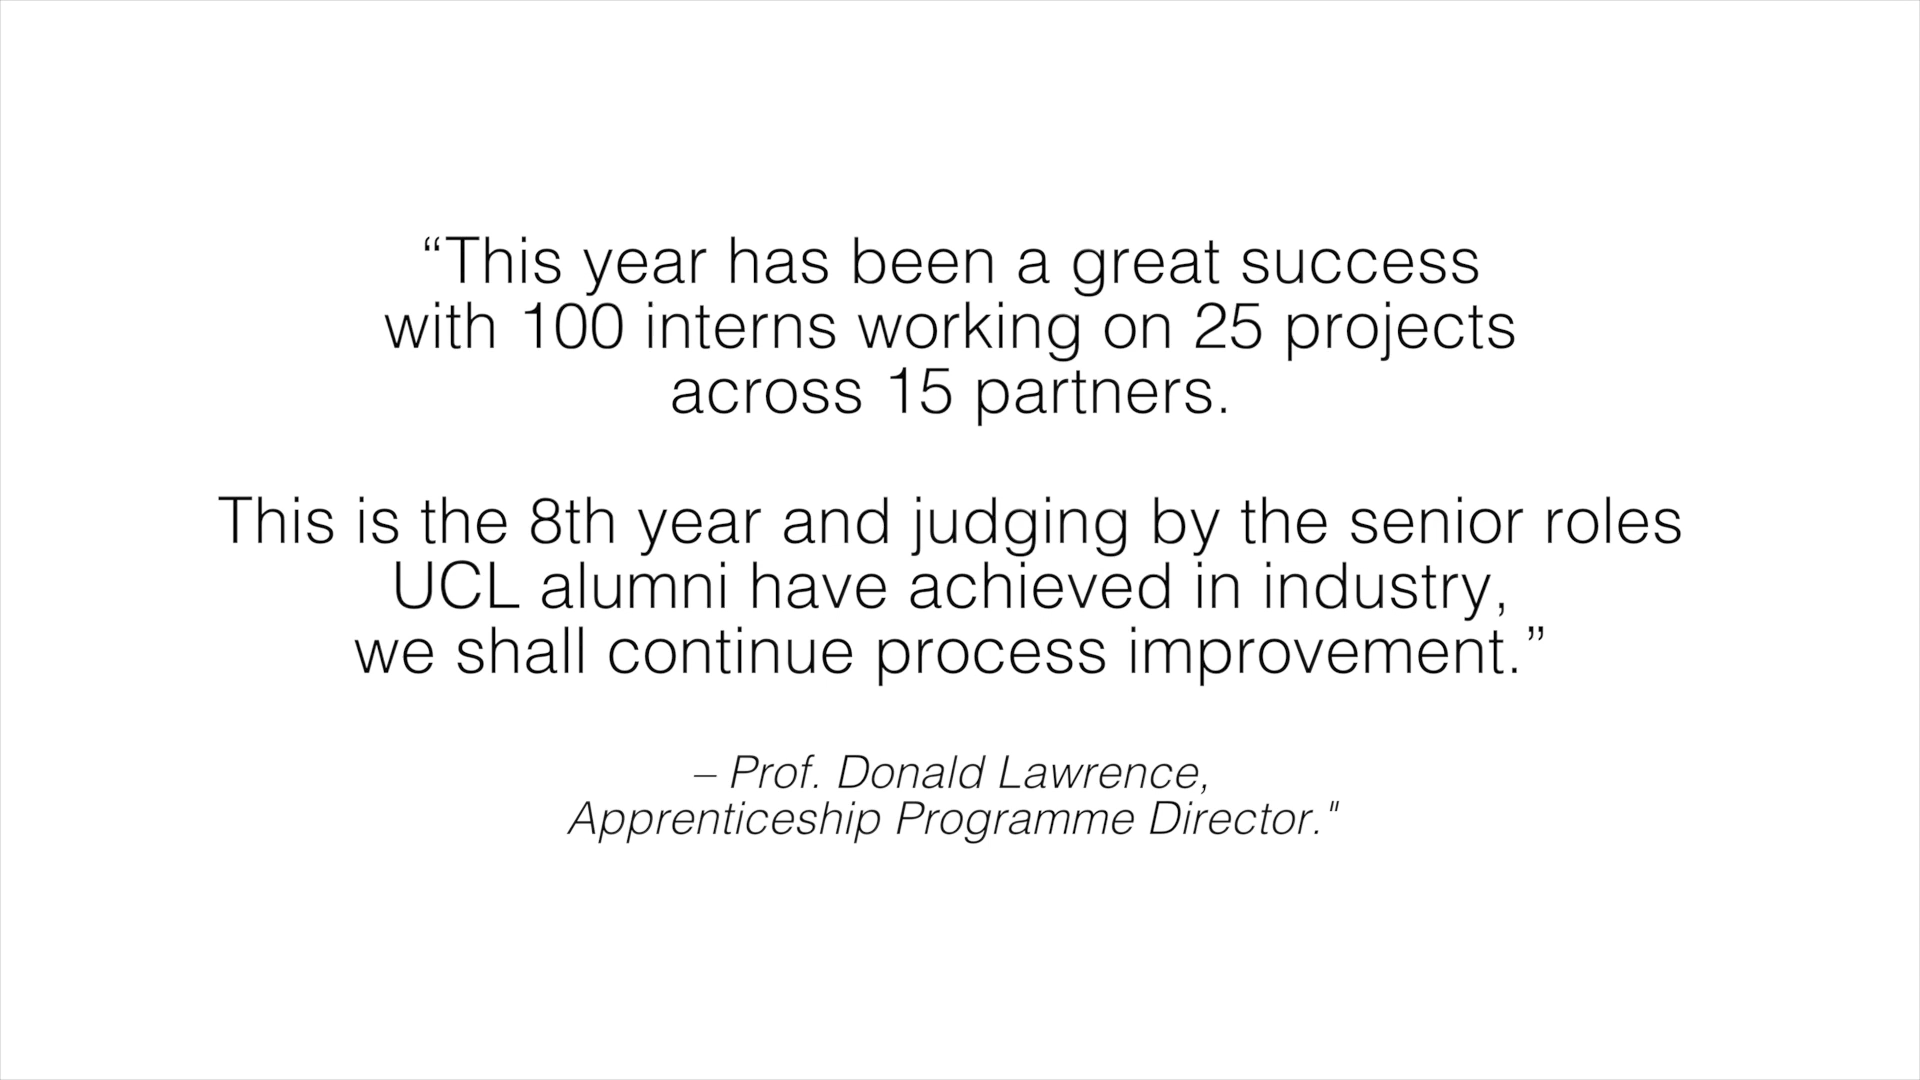 “This year has been a great success
with 100 interns working on 25 projects
across 15 partners.
This is the 8th year and judging by the senior roles
UCL alumni have achieved in industry,
we shall continue process improvement.”
– Prof. Donald Lawrence,
Apprenticeship Programme Director."